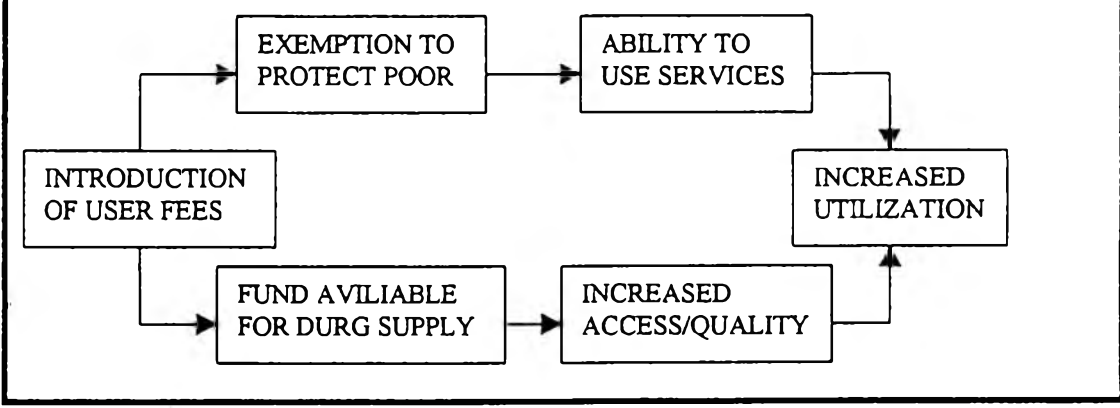 EXEMPTION TO
PROTECT POOR
ABILITY TO
USE SERVICES
INTRODUCTION
OF USER FEES
INCREASED
UTILIZATION
FUND AVILIABLE
FOR DURG SUPPLY
INCREASED
ACCESS/QUALITY